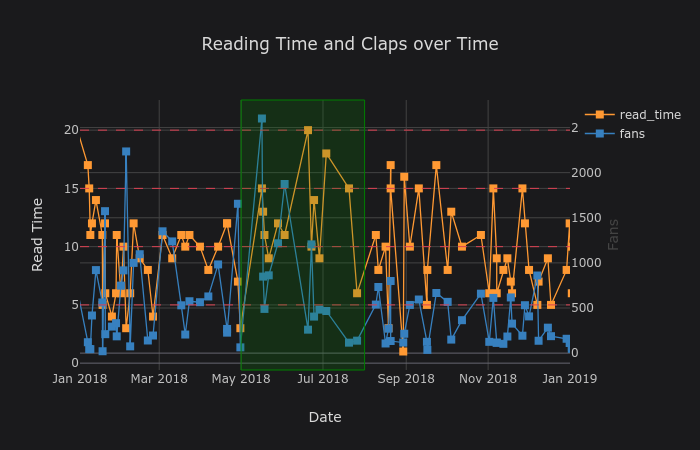 Reading Time and Claps over Time
read_time
fans
20
15
10
5
0
Read Time
2
2000
1500
1000
500
0
Fans
Jan 2018
Mar 2018
May 2018
Jul 2018
Sep 2018
Nov 2018
Jan 2019
Date